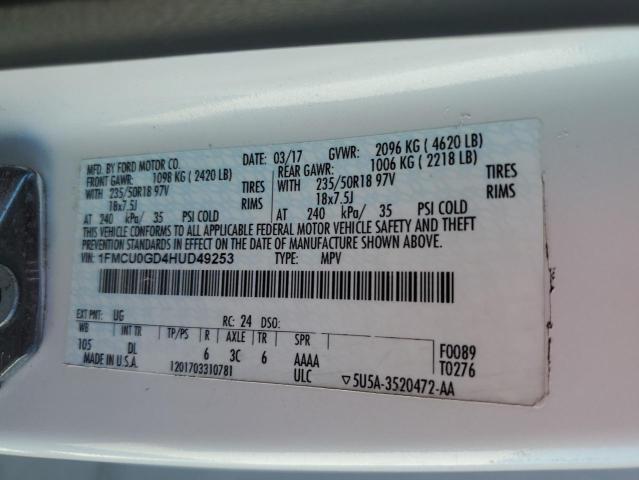 MFD. BY FORD MOTOR CO. DATE: 03/17 GVWR: 2096 KG ( 4620 LB)
FRONT GAWR: 1098 KG ( 2420 LB) REAR GAWR: 1006 KG ( 2218 LB)
WITH 235/50R18 97V TIRES WITH 235/50R18 97V TIRES
18x7.5J RIMS 18x7.5J RIMS
AT 240 kPa/ 35 PSI COLD AT 240 kPa/ 35 PSI COLD
THIS VEHICLE CONFORMS TO ALL APPLICABLE FEDERAL MOTOR VEHICLE SAFETY AND THEFT
PREVENTION STANDARDS IN EFFECT ON THE DATE OF MANUFACTURE SHOWN ABOVE.
VIN: 1FMCU0GD4HUD49253 TYPE: MPV
EXT PNT: UG RC: 24 DSO:
WB INT TR TP/PS R AXLE TR SPR F0089
105 DL 6 3C 6 AAAA T0276
MADE IN U.S.A. 1201703310781 ULC ▽5U5A-3520472-AA